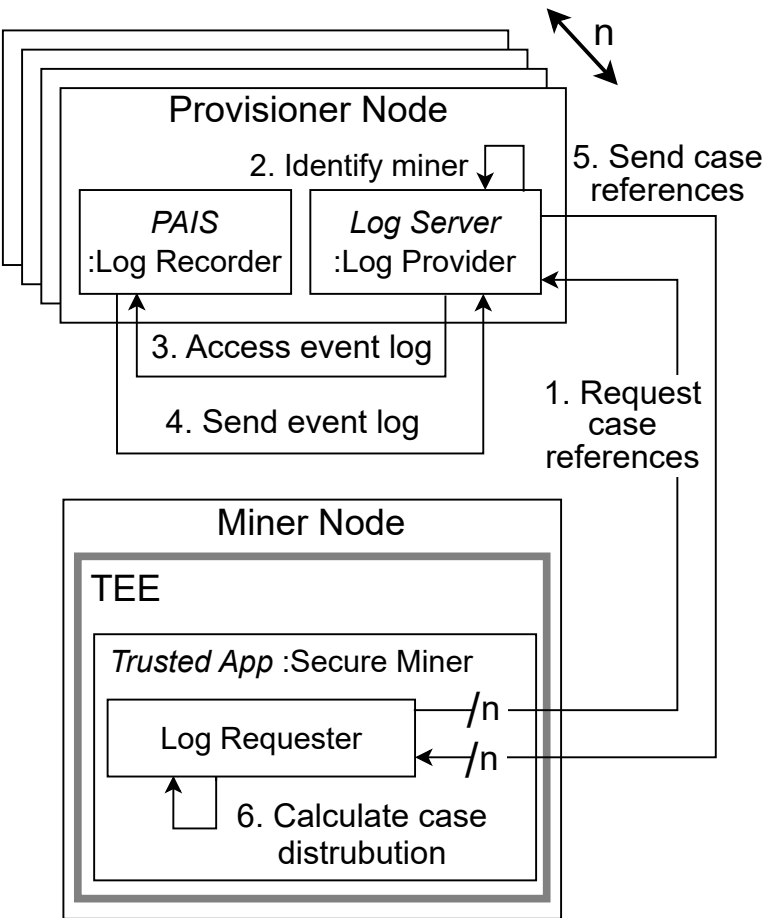 n
Provisioner Node
2. Identify miner
5. Send case
references
PAIS
:Log Recorder
Log Server
:Log Provider
3. Access event log
4. Send event log
1. Request
case
references
Miner Node
TEE
Trusted App :Secure Miner
Log Requester
/n
/n
6. Calculate case
distrubution